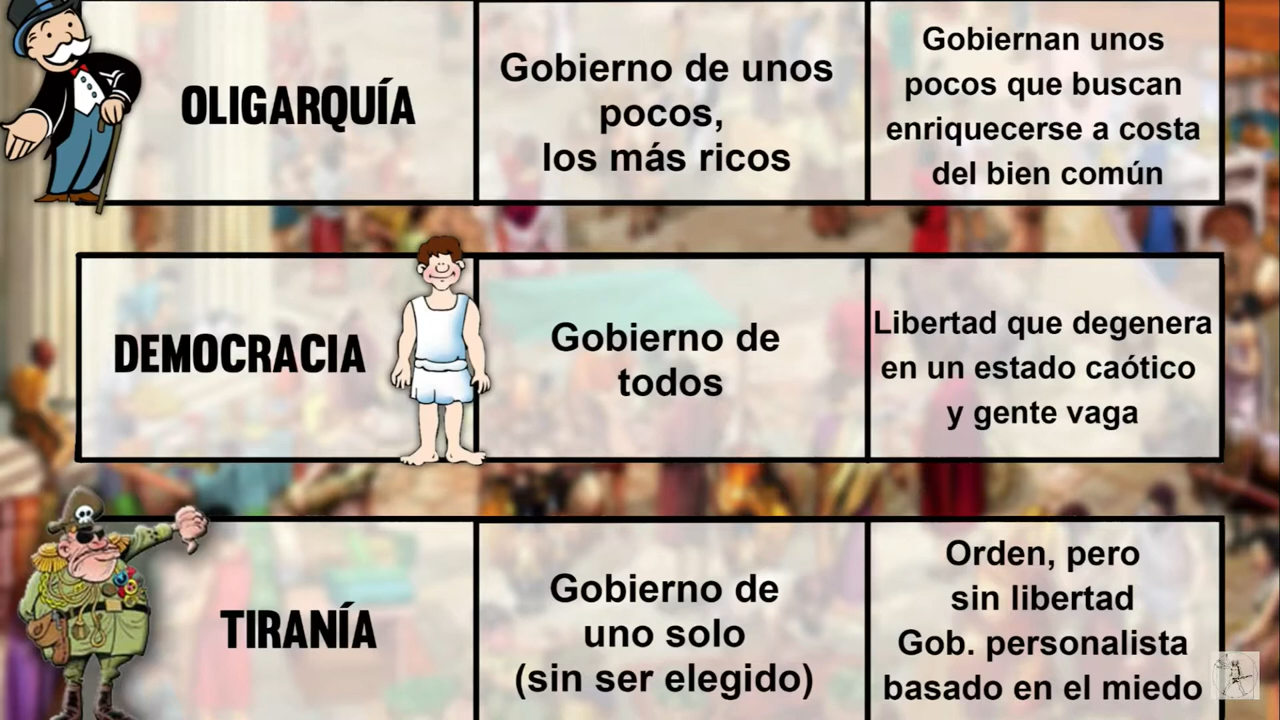 OLIGARQUÍA
Gobierno de unos
pocos,
los más ricos
Gobiernan unos
pocos que buscan
enriquecerse a costa
del bien común
DEMOCRACIA
Gobierno de
todos
Libertad que degenera
en un estado caótico
y gente vaga
TIRANÍA
Gobierno de
uno solo
(sin ser elegido)
Orden, pero
sin libertad
Gob. personalista
basado en el miedo